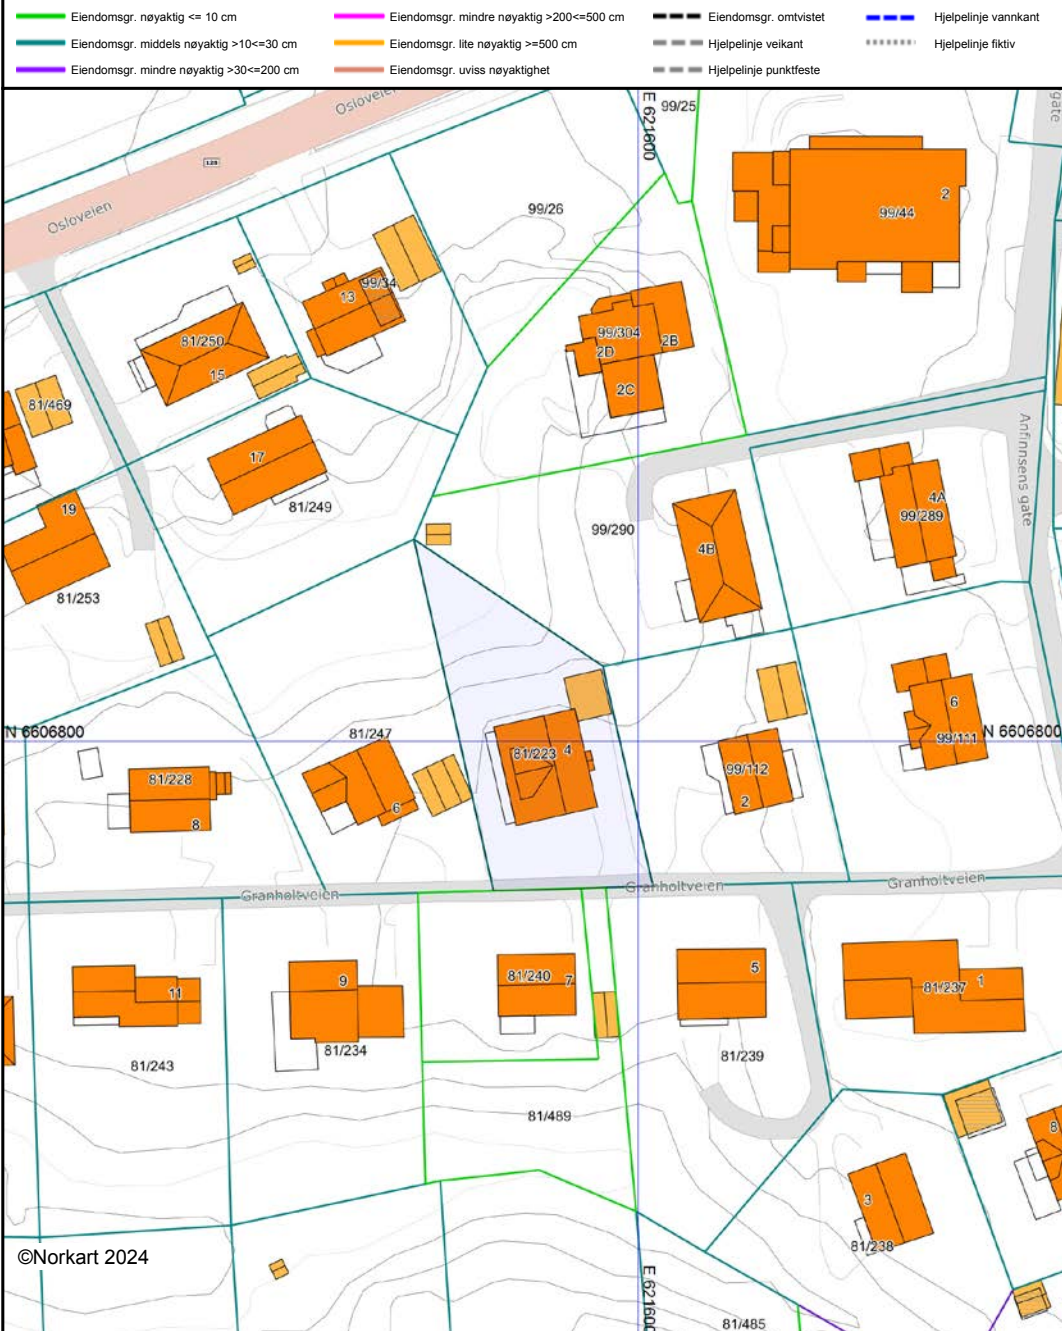 Eiendomsgr. nøyaktig <= 10 cm
Eiendomsgr. mindre nøyaktig >200<=500 cm
Eiendomsgr. omtvistet
Hjelpelinje vannkant
Eiendomsgr. middels nøyaktig >10<=30 cm
Eiendomsgr. lite nøyaktig >=500 cm
Hjelpelinje veikant
Hjelpelinje fiktiv
Eiendomsgr. mindre nøyaktig >30<=200 cm
Eiendomsgr. uviss nøyaktighet
Hjelpelinje punktfeste
Osloveien
E 621600
99/25
gate
Osloveien
99/26
2
99/44
13
99/34
81/250
15
99/304
2B
2D
2C
81/469
17
81/249
19
81/253
99/290
4B
4A
99/289
Anfinnsens gate
N 6606800
81/247
81/223
4
6
99/112
2
6
99/111
N 6606800
81/228
8
Granholtveien
Granholtveien
Granholtveien
11
81/243
9
81/234
81/240
7
5
81/239
81/237
1
81/489
8
3
81/238
©Norkart 2024
E 621600
81/485